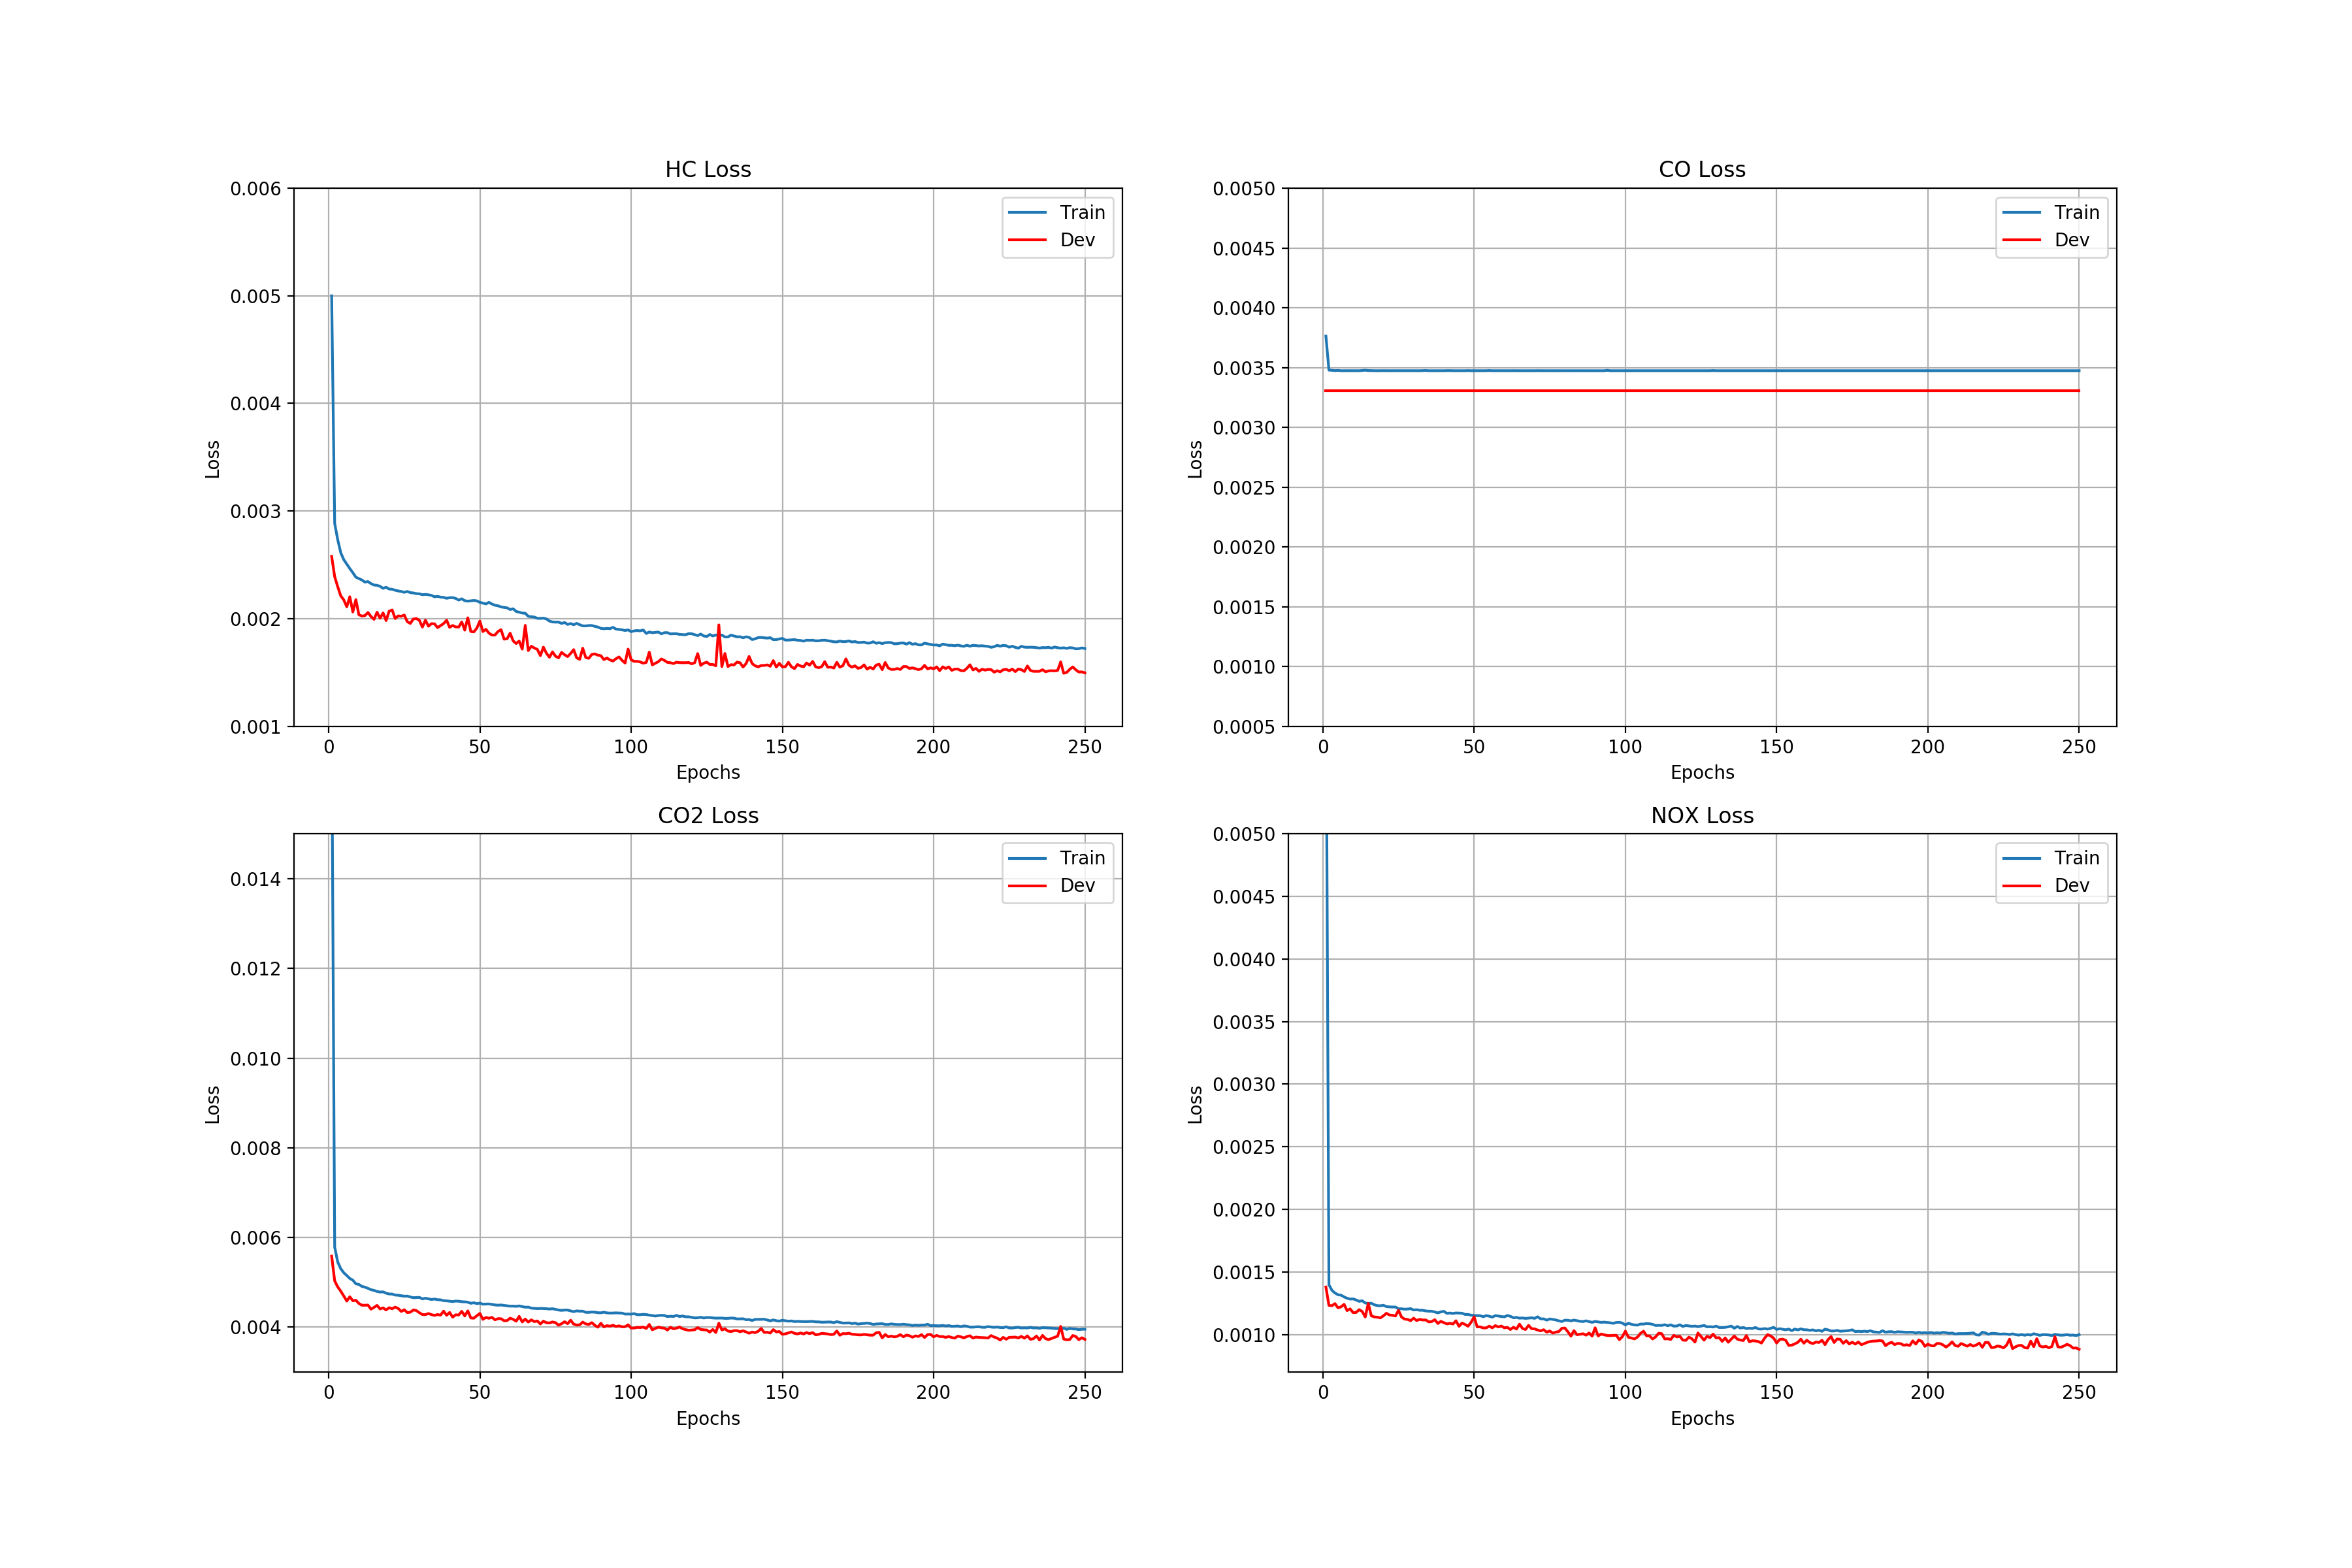 HC Loss
0.006
0.005
0.004
0.003
0.002
0.001
Loss
0 50 100 150 200 250
Epochs
Train
Dev
CO Loss
0.0050
0.0045
0.0040
0.0035
0.0030
0.0025
0.0020
0.0015
0.0010
0.0005
Loss
0 50 100 150 200 250
Epochs
Train
Dev
CO2 Loss
0.014
0.012
0.010
0.008
0.006
0.004
Loss
0 50 100 150 200 250
Epochs
Train
Dev
NOX Loss
0.0050
0.0045
0.0040
0.0035
0.0030
0.0025
0.0020
0.0015
0.0010
Loss
0 50 100 150 200 250
Epochs
Train
Dev